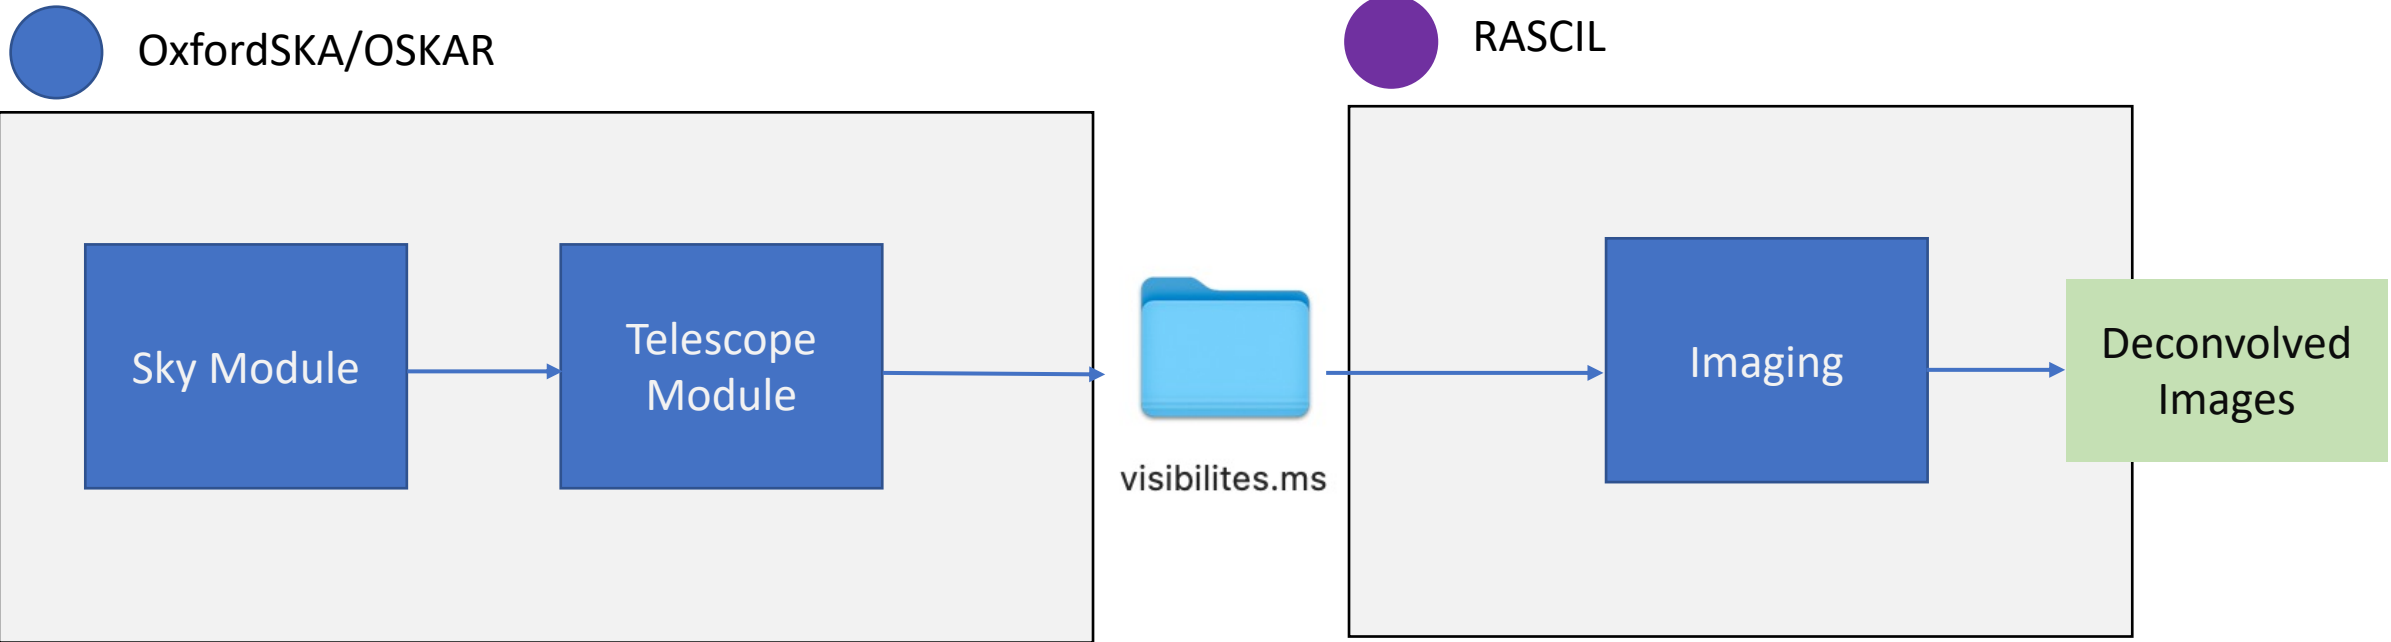 OxfordSKA/OSKAR
RASCIL
Sky Module
Telescope
Module
visibilites.ms
Imaging
Deconvolved
Images